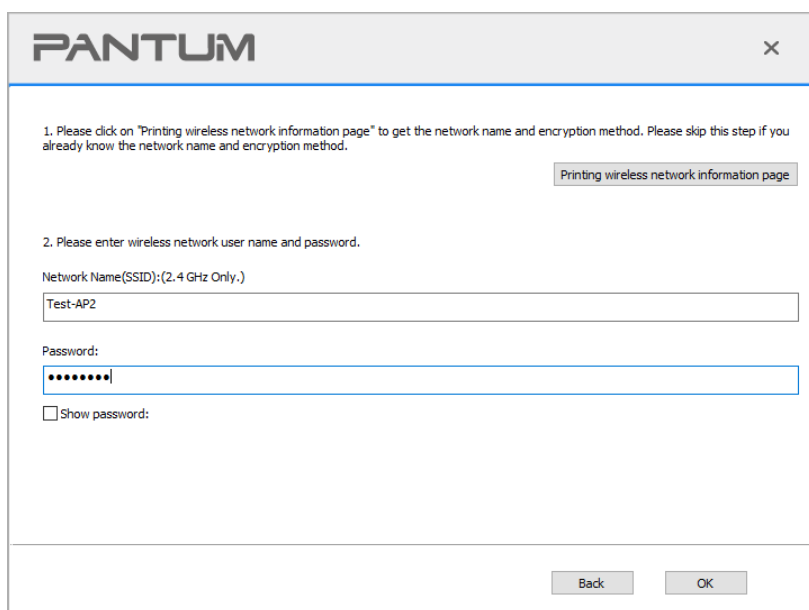 PANTUM
1. Please click on "Printing wireless network information page" to get the network name and encryption method. Please skip this step if you
already know the network name and encryption method.
Printing wireless network information page
2. Please enter wireless network user name and password.
Network Name(SSID):(2.4 GHz Only.)
Test-AP2
Password:
••••••••
Show password:
Back OK